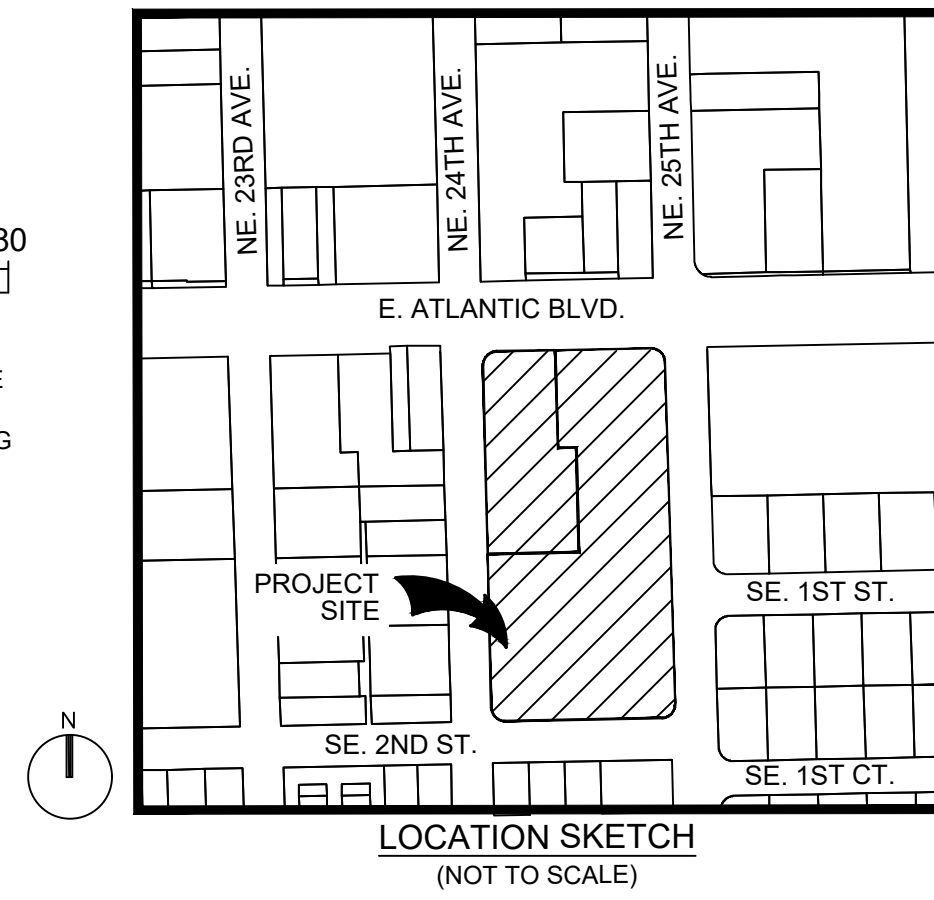 NE. 23RD AVE.
NE. 24TH AVE.
NE. 25TH AVE.
30
E. ATLANTIC BLVD.
E
G
PROJECT
SITE
SE. 1ST ST.
N
SE. 2ND ST.
SE. 1ST CT.
LOCATION SKETCH
(NOT TO SCALE)